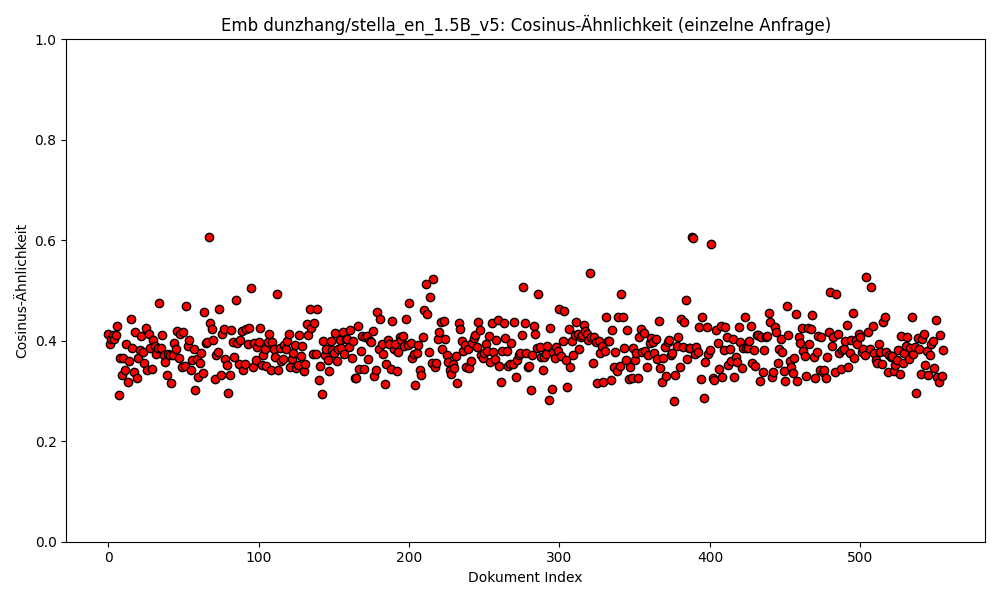 Emb dunzhang/stella_en_1.5B_v5: Cosinus-Ähnlichkeit (einzelne Anfrage)
1.0
0.8
0.6
0.4
0.2
0.0
Cosinus-Ähnlichkeit
0 100 200 300 400 500
Dokument Index